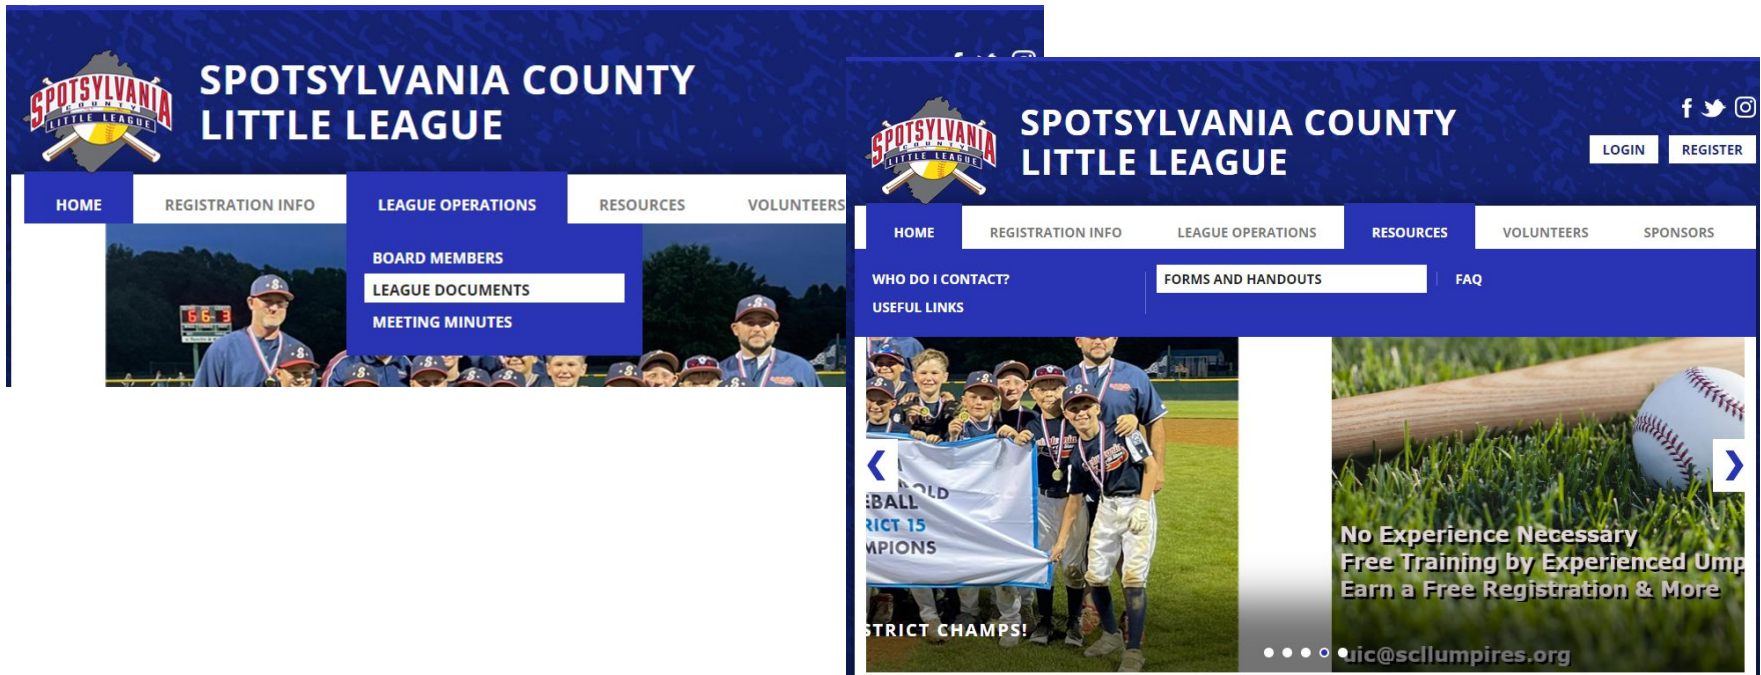 SPOTSYLVANIA
COUNTY
LITTLE LEAGUE
SPOTSYLVANIA COUNTY
LITTLE LEAGUE
HOME
REGISTRATION INFO
LEAGUE OPERATIONS
RESOURCES
VOLUNTEERS
BOARD MEMBERS
LEAGUE DOCUMENTS
MEETING MINUTES
66-3
SPOTSYLVANIA
COUNTY
LITTLE LEAGUE
SPOTSYLVANIA COUNTY
LITTLE LEAGUE
LOGIN
REGISTER
HOME
REGISTRATION INFO
LEAGUE OPERATIONS
RESOURCES
VOLUNTEERS
SPONSORS
WHO DO I CONTACT?
FORMS AND HANDOUTS
FAQ
USEFUL LINKS
OLD
EBALL
RICT 15
MPIONS
STRICT CHAMPS!
No Experience Necessary
Free Training by Experienced Ump
Earn a Free Registration & More
uic@scllumpires.org